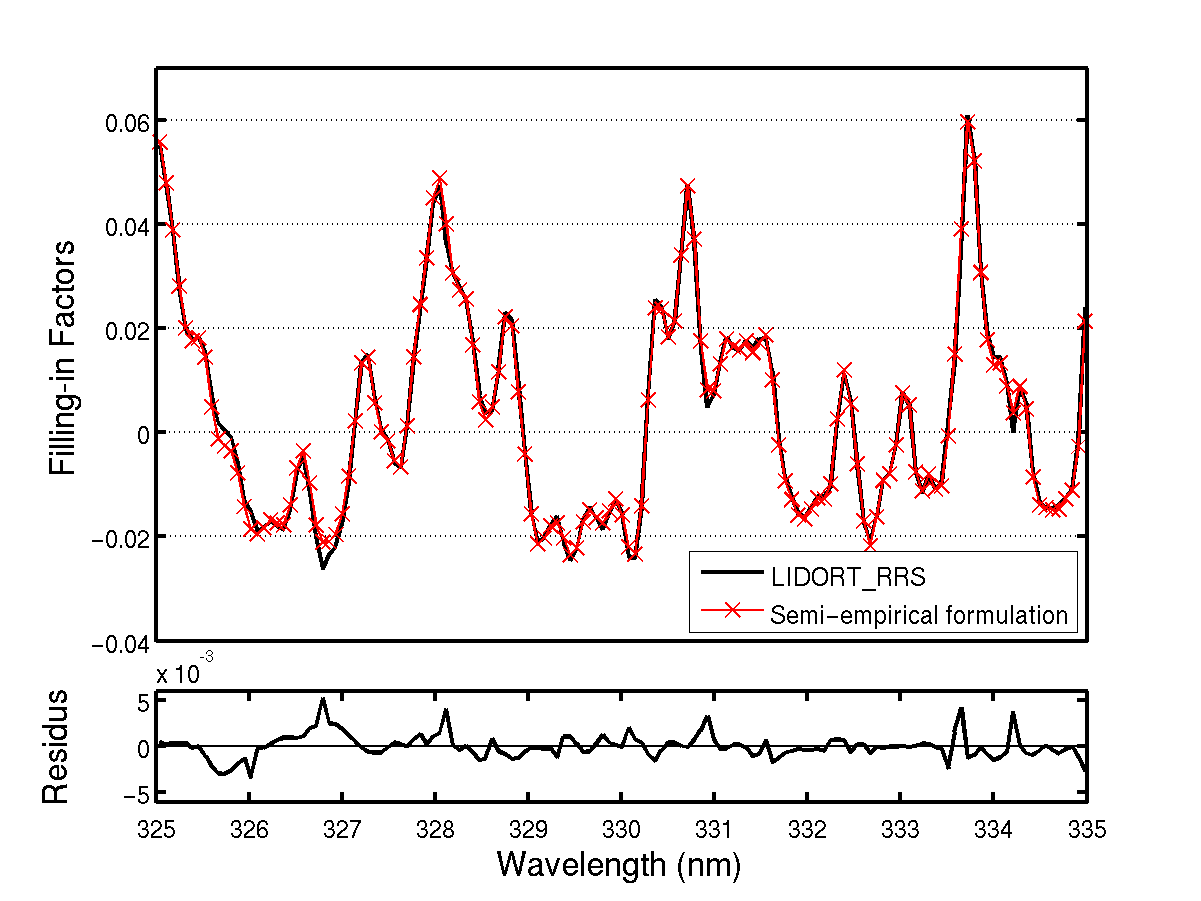 0.06
0.04
0.02
0
−0.02
−0.04
Filling-in Factors
LIDORT_RRS
Semi-empirical formulation
x 10-3
5
0
−5
Residus
325 326 327 328 329 330 331 332 333 334 335
Wavelength (nm)